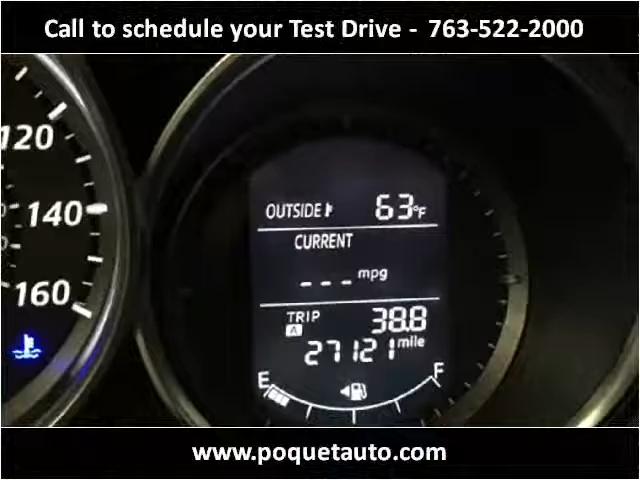 Call to schedule your Test Drive - 763-522-2000
120
140
160
OUTSIDE 63°F
CURRENT
--- mpg
TRIP A 38.8
27121 mile
E F
www.poquetauto.com